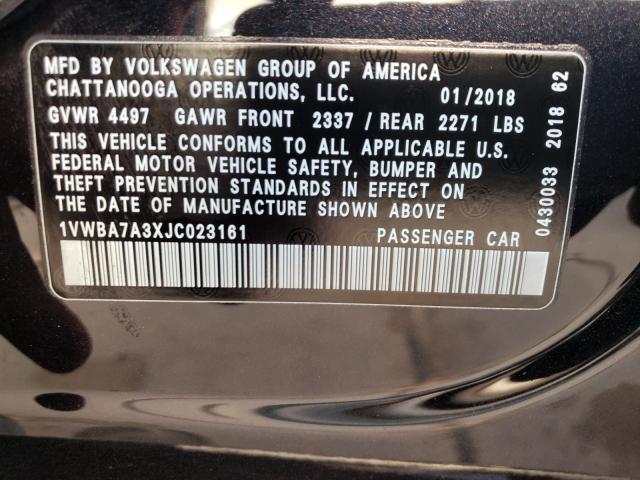 MFD BY VOLKSWAGEN GROUP OF AMERICA
CHATTANOOGA OPERATIONS, LLC. 01/2018
GVWR 4497 GAWR FRONT 2337 / REAR 2271 LBS
THIS VEHICLE CONFORMS TO ALL APPLICABLE U.S.
FEDERAL MOTOR VEHICLE SAFETY, BUMPER AND
THEFT PREVENTION STANDARDS IN EFFECT ON
THE DATE OF MANUFACTURE SHOWN ABOVE
1VWBA7A3XJC023161 PASSENGER CAR
0430033 2018 62